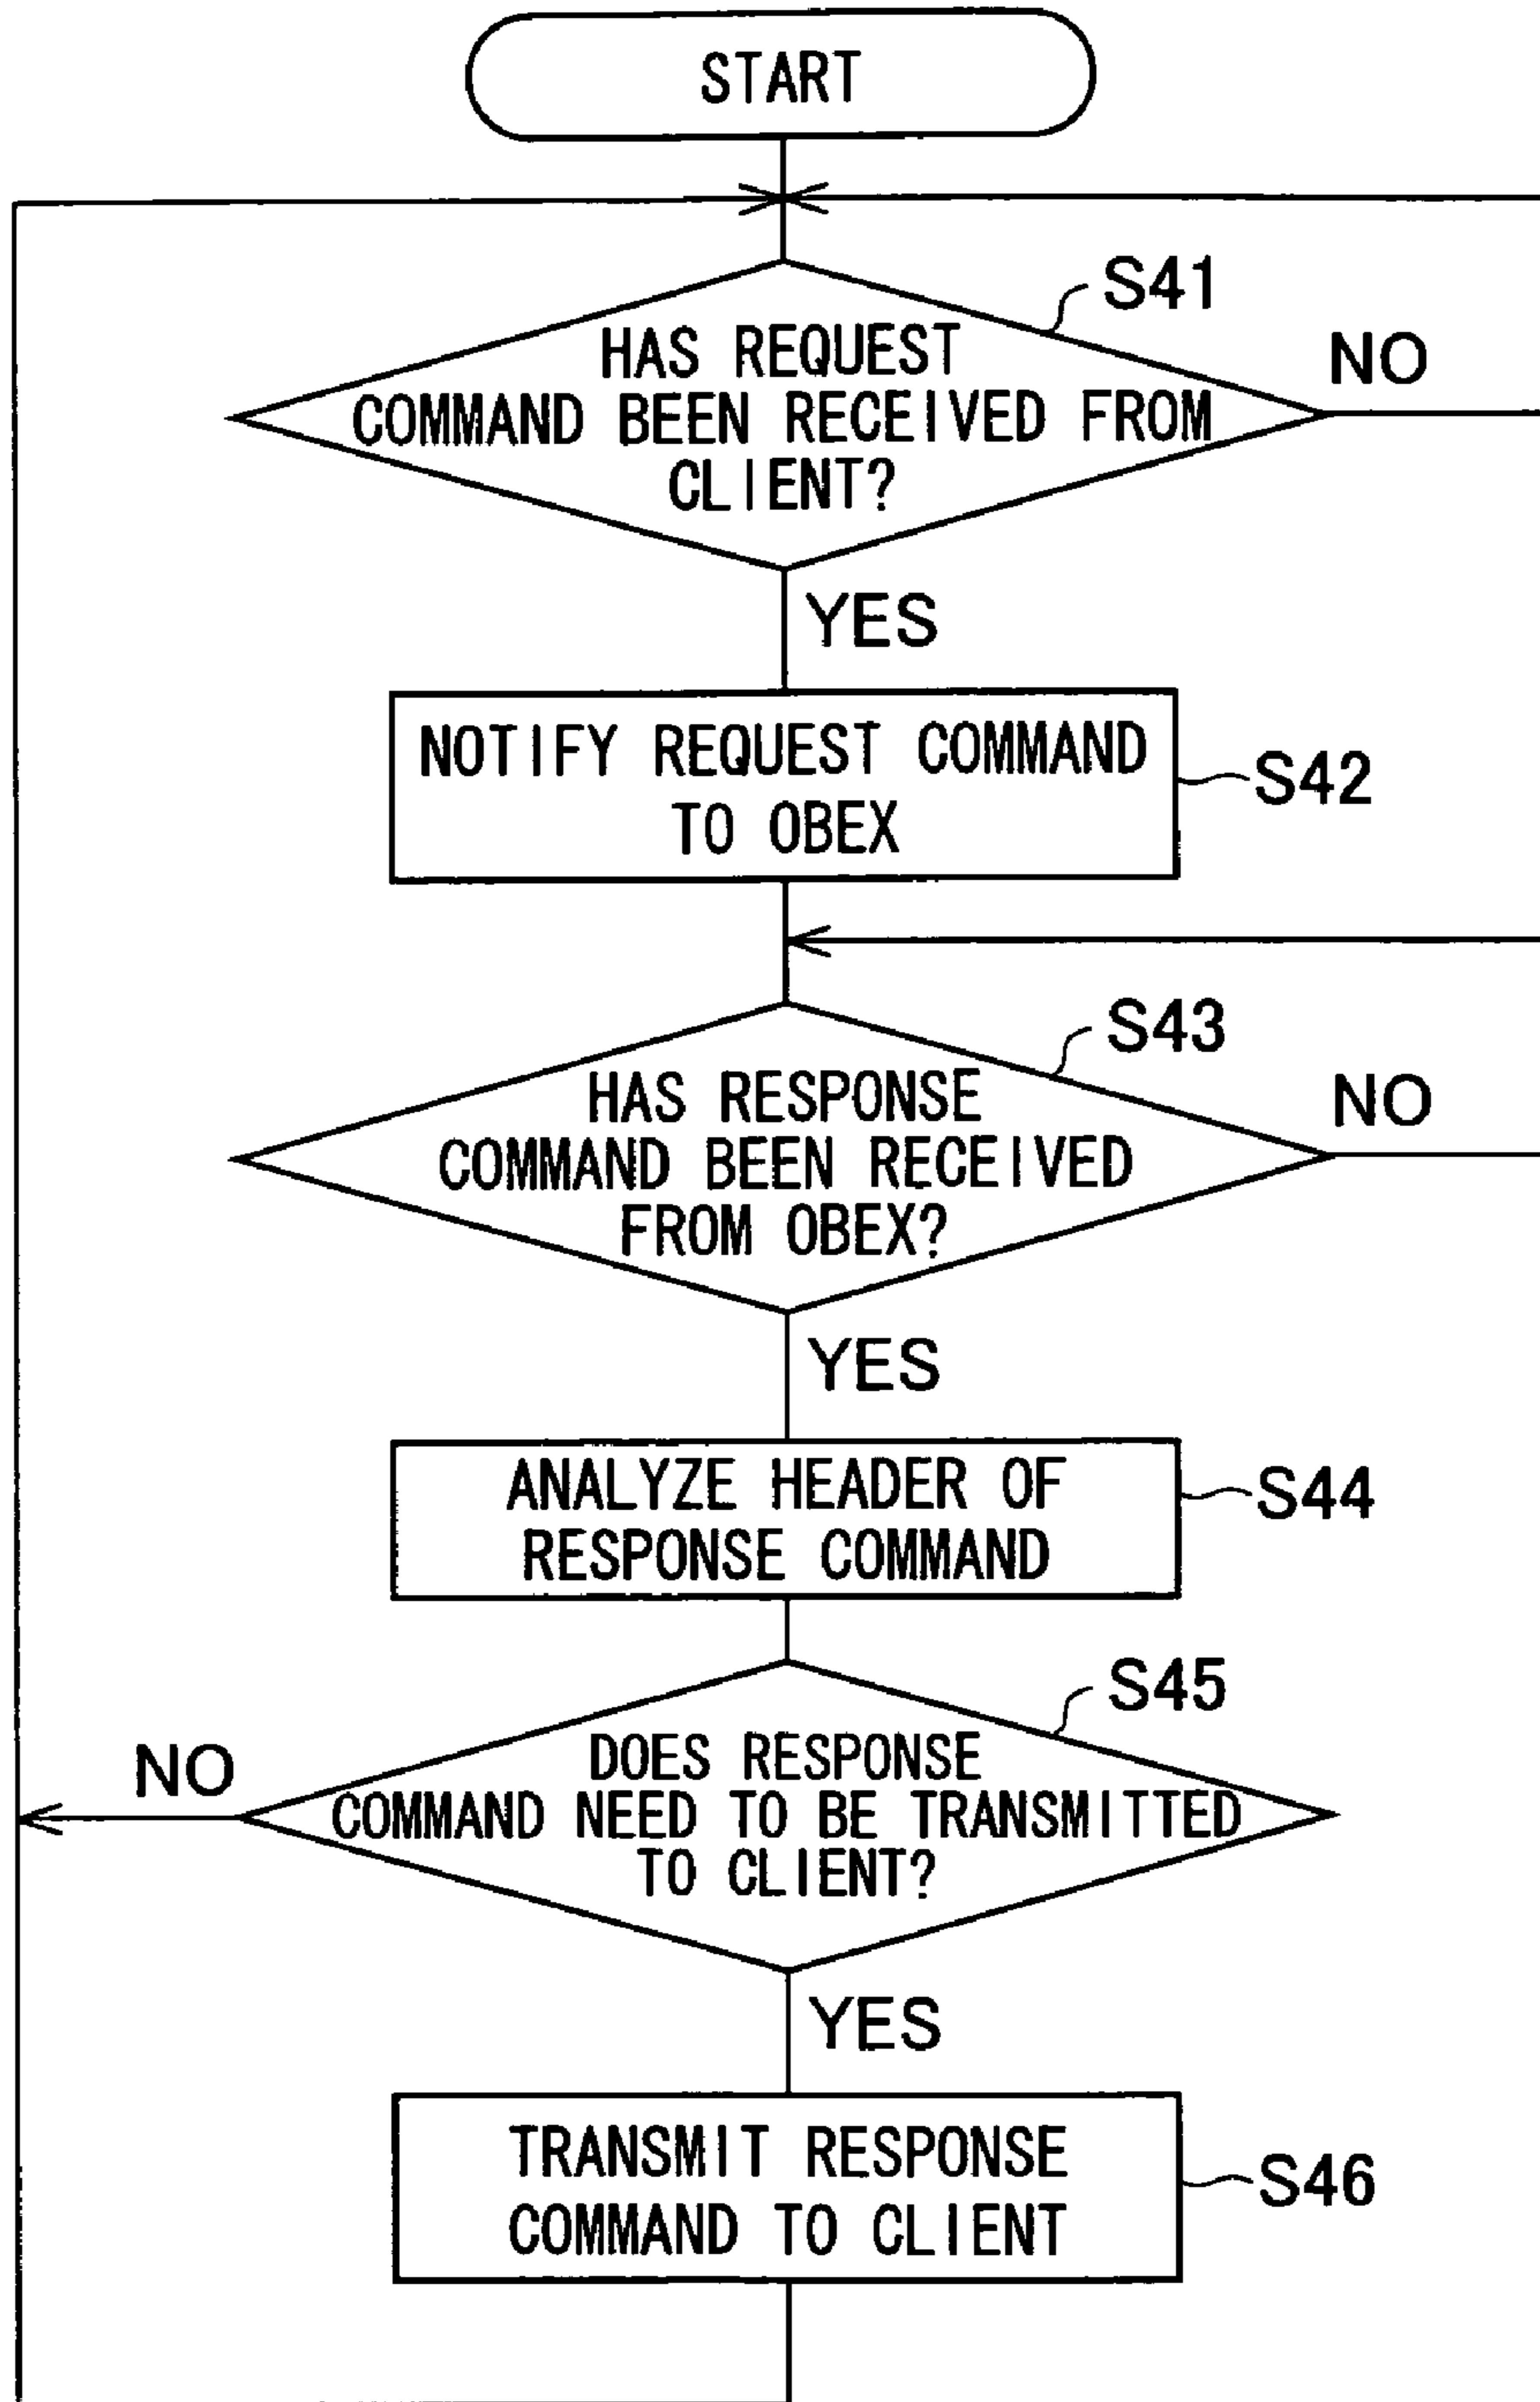 START
S41
HAS REQUEST
COMMAND BEEN RECEIVED FROM
CLIENT?
NO
YES
NOTIFY REQUEST COMMAND
TO OBEX
S42
S43
HAS RESPONSE
COMMAND BEEN RECEIVED
FROM OBEX?
NO
YES
ANALYZE HEADER OF
RESPONSE COMMAND
S44
S45
DOES RESPONSE
COMMAND NEED TO BE TRANSMITTED
TO CLIENT?
NO
YES
TRANSMIT RESPONSE
COMMAND TO CLIENT
S46